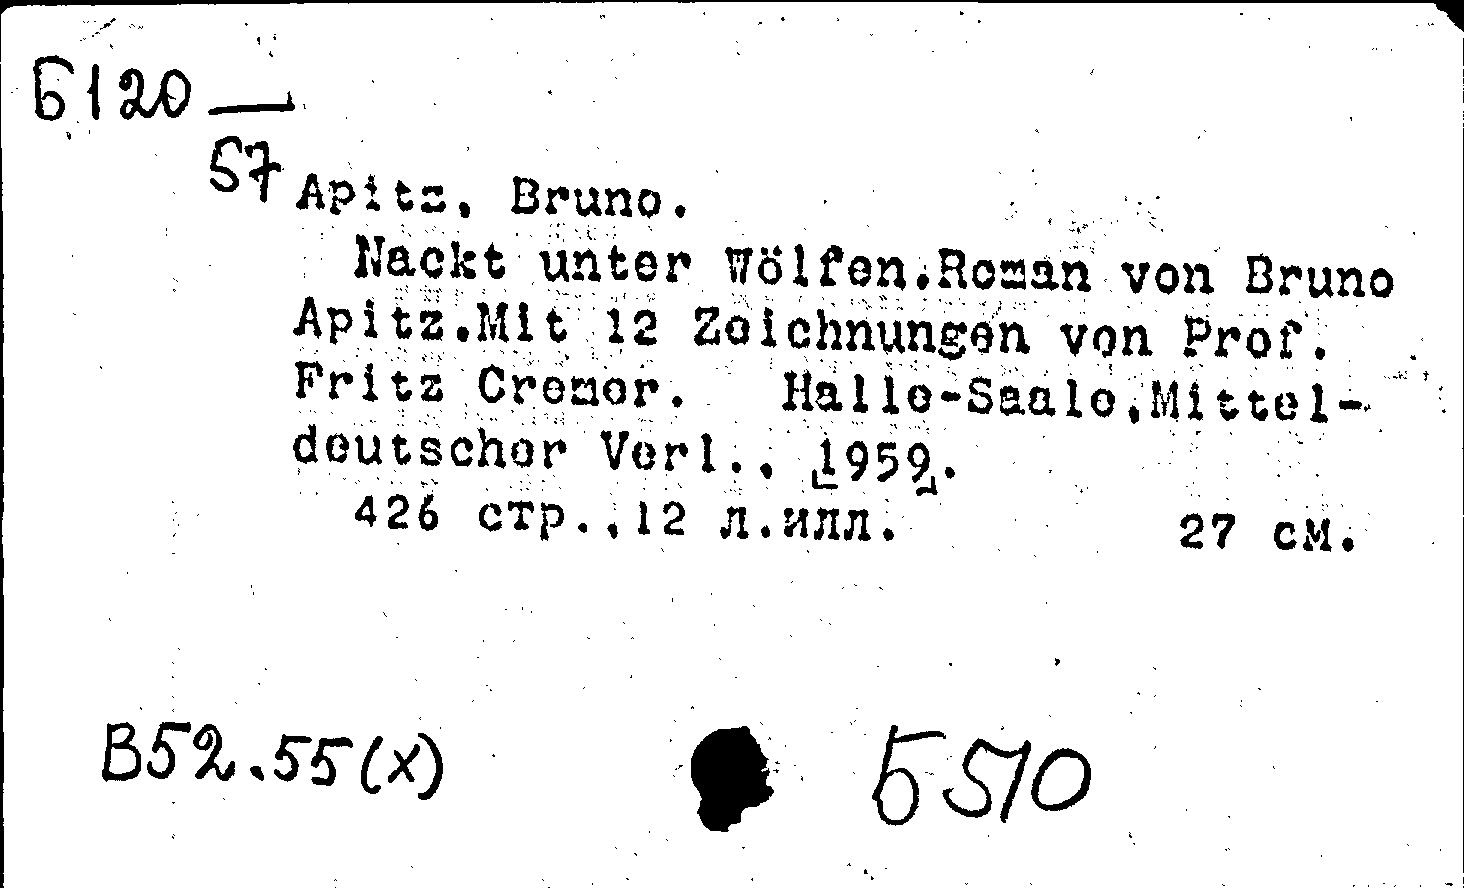 Б120 —
57
Apitz, Bruno.
Nackt unter Wölfen.Roman von Bruno
Apitz.Mit 12 Zeichnungen von Prof.
Fritz Cremer. Halle-Saale,Mittel-
deutscher Verl., [1959].
426 стр.,12 л.илл. 27 см.
В52.55(х) Б510